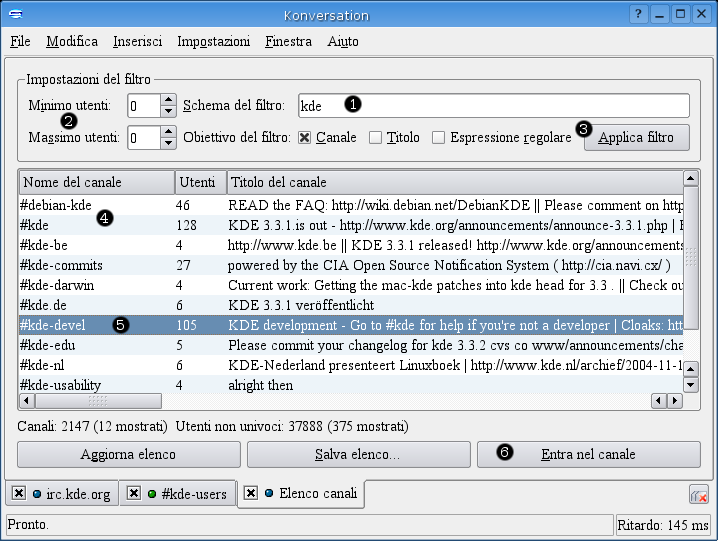 Konversation
File Modifica Inserisci Impostazioni Finestra Aiuto
Impostazioni del filtro
Minimo utenti: 0 Schema del filtro: kde 1
2
Massimo utenti: 0 Obiettivo del filtro: Canale Titolo Espressione regolare 3 Applica filtro
Nome del canale Utenti Titolo del canale
#debian-kde 46 READ the FAQ: http://wiki.debian.net/DebianKDE || Please comment on http
4
#kde 128 KDE 3.3.1.is out - http://www.kde.org/announcements/announce-3.3.1.php |
#kde-be 4 http://www.kde.be || KDE 3.3.1 released! http://www.kde.org/announcements
#kde-commits 27 powered by the CIA Open Source Notification System ( http://cia.navi.cx/ )
#kde-darwin 4 Current work: Getting the mac-kde patches into kde head for 3.3 . || Check ou
#kde.de 6 KDE 3.3.1 veröffentlicht
#kde-devel 5 105 KDE development - Go to #kde for help if you're not a developer | Cloaks: htt
#kde-edu 5 Please commit your changelog for kde 3.3.2 cvs co www/announcements/cha
#kde-nl 6 KDE-Nederland presenteert Linuxboek | http://www.kde.nl/archief/2004-11-1
#kde-usability 4 alright then
Canali: 2147 (12 mostrati) Utenti non univoci: 37888 (375 mostrati)
Aggiorna elenco Salva elenco... 6 Entra nel canale
irc.kde.org #kde-users Elenco canali
Pronto. Ritardo: 145 ms